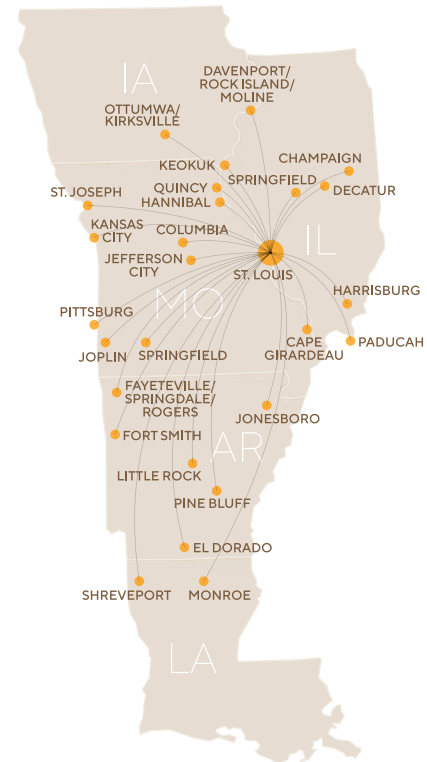 IA
DAVENPORT/
ROCK ISLAND/
MOLINE
OTTUMWA/
KIRKSVILLE
KEOKUK
CHAMPAIGN
SPRINGFIELD
ST. JOSEPH
QUINCY
DECATUR
HANNIBAL
KANSAS
CITY
COLUMBIA
IL
JEFFERSON
CITY
ST. LOUIS
MO
HARRISBURG
PITTSBURG
CAPE
GIRARDEAU
PADUCAH
JOPLIN
SPRINGFIELD
FAYETEVILLE/
SPRINGDALE/
ROGERS
JONESBORO
FORT SMITH
AR
LITTLE ROCK
PINE BLUFF
EL DORADO
SHREVEPORT
MONROE
LA